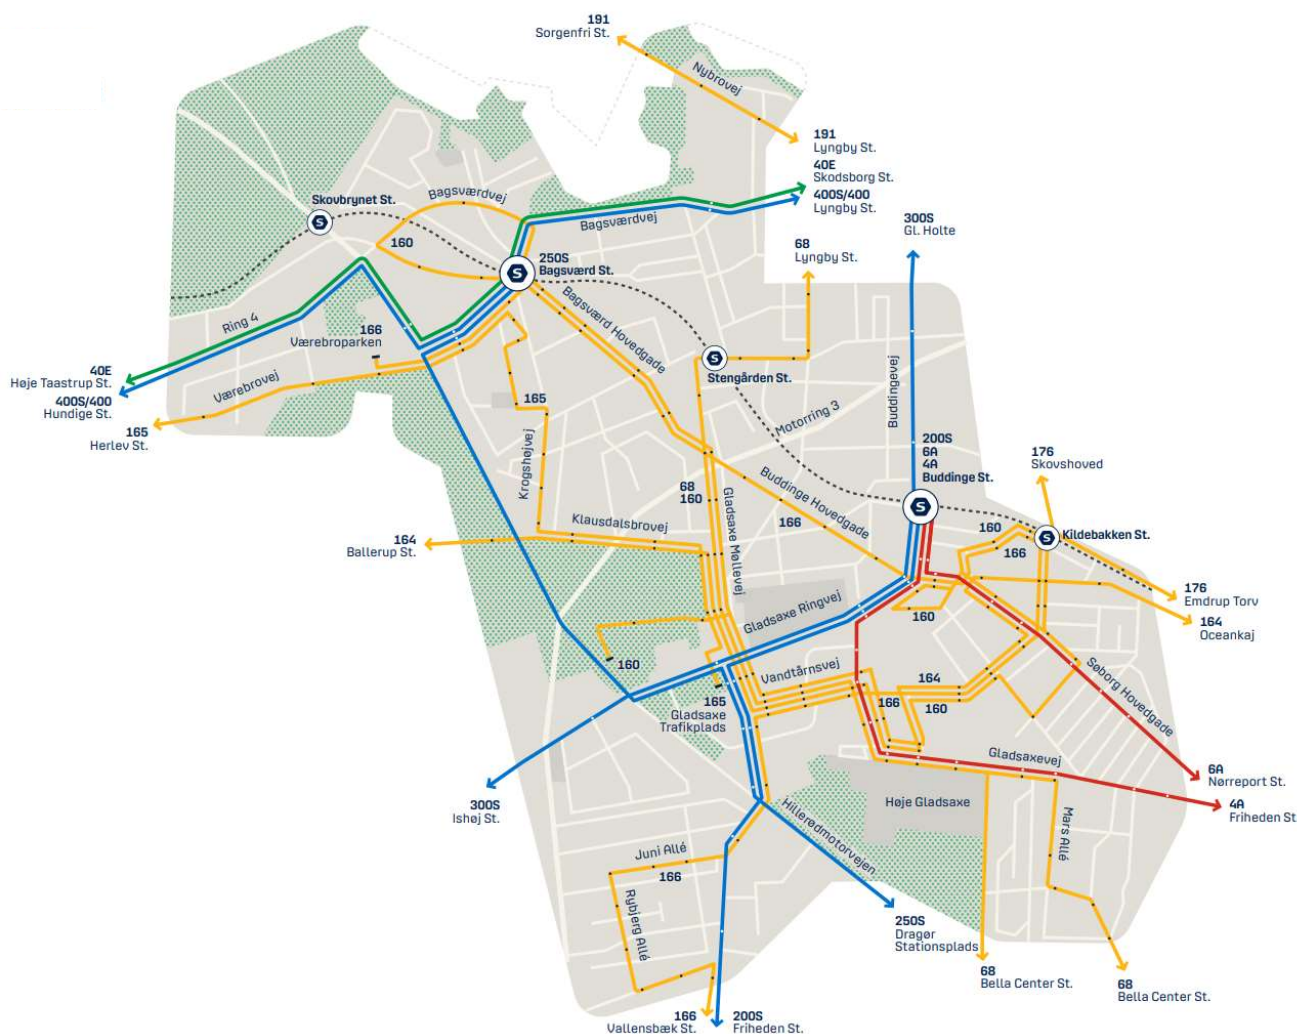 191
Sorgenfri St.
Nybrovej
191
Lyngby St.
40E
Skodsborg St.
400S/400
Lyngby St.
Skovbrynet St.
S
Bagsværdvej
Bagsværdvej
160
300S
Gl. Holte
68
Lyngby St.
250S
Bagsværd St.
S
Bagsværd Hovedgade
Ring 4
166
Værebroparken
S
Stengården St.
40E
Høje Taastrup St.
400S/400
Hundige St.
Værebrovej
165
Herlev St.
165
Krogshøjvej
Motorring 3
Buddingevej
200S
6A
4A
Buddinge St.
S
176
Skovshoved
68
160
Gladsaxe Møllevej
Buddinge Hovedgade
166
Klausdalsbrovej
164
Ballerup St.
160
166
S
Kildebakken St.
176
Emdrup Torv
164
Oceankaj
Gladsaxe Ringvej
160
160
Vandtårnsvej
165
Gladsaxe
Trafikplads
164
166
160
Søborg Hovedgade
Gladsaxevej
6A
Nørreport St.
4A
Friheden St
300S
Ishøj St.
Høje Gladsaxe
Mars Allé
Hillerødmotorvejen
Juni Allé
166
Rybjerg Allé
250S
Dragør
Stationsplads
68
Bella Center St.
68
Bella Center St.
166
Vallensbæk St.
200S
Friheden St.